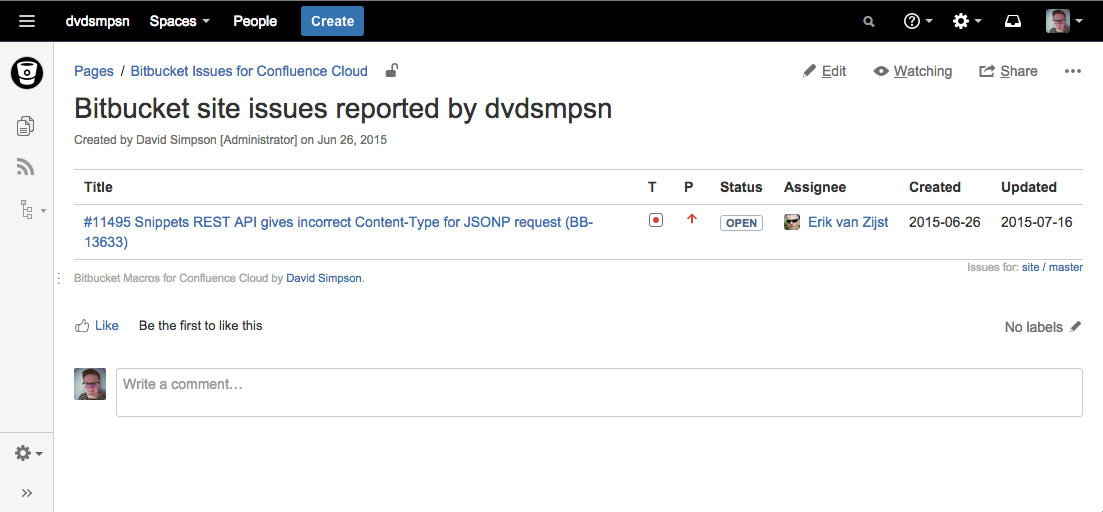 dvdsmpsn Spaces People Create
Pages / Bitbucket Issues for Confluence Cloud
Edit Watching Share
Bitbucket site issues reported by dvdsmpsn
Created by David Simpson [Administrator] on Jun 26, 2015
Title T P Status Assignee Created Updated
#11495 Snippets REST API gives incorrect Content-Type for JSONP request (BB-
13633) OPEN Erik van Zijst 2015-06-26 2015-07-16
Issues for: site / master
Bitbucket Macros for Confluence Cloud by David Simpson.
Like Be the first to like this
No labels
Write a comment…